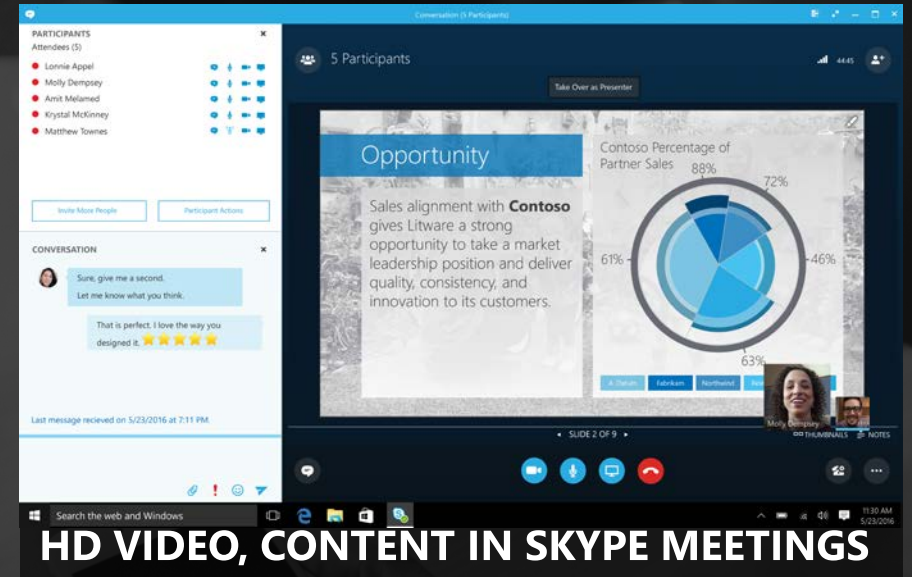 Conversation (5 Participants)
PARTICIPANTS
Attendees (5)
Lonnie Appel
Molly Dempsey
Amit Melamed
Krystal McKinney
Matthew Townes
Invite More People
Participant Actions
CONVERSATION
Sure, give me a second.
Let me know what you think.
That is perfect. I love the way you
designed it.
Last message recieved on 5/23/2016 at 7:11 PM.
5 Participants
44:45
Take Over as Presenter
Opportunity
Sales alignment with Contoso
gives Litware a strong
opportunity to take a market
leadership position and deliver
quality, consistency, and
innovation to its customers.
Contoso Percentage of
Partner Sales
88%
72%
61%
46%
63%
A. Datum
Fabrikam
Northwind
Molly Dempsey
SLIDE 2 OF 9
THUMBNAILS
NOTES
Search the web and Windows
11:30 AM
5/23/2016
HD VIDEO, CONTENT IN SKYPE MEETINGS